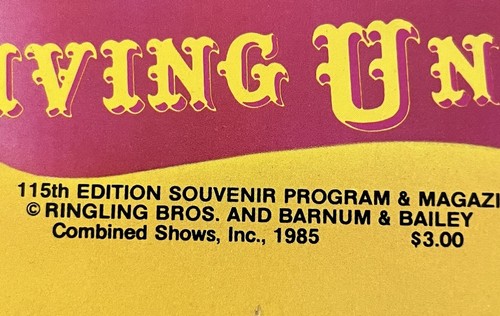 IVING UN
115th EDITION SOUVENIR PROGRAM & MAGAZI
© RINGLING BROS. AND BARNUM & BAILEY
Combined Shows, Inc., 1985 $3.00